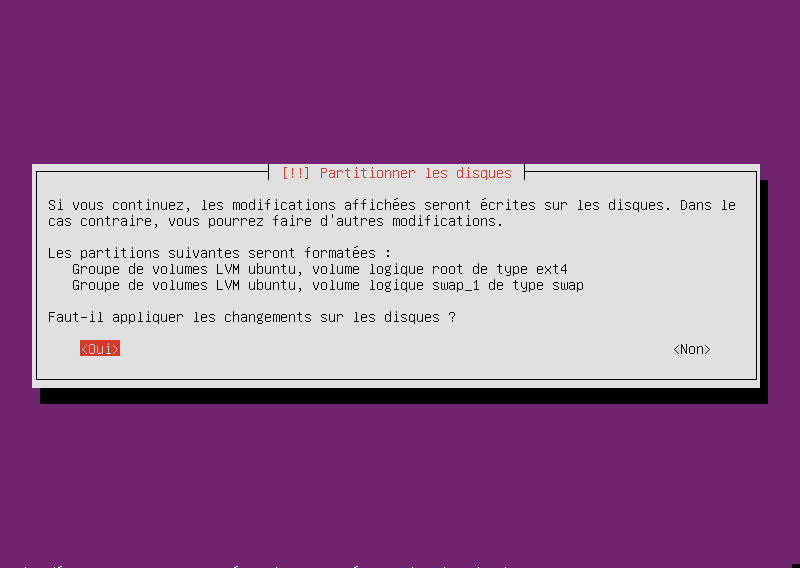 [!!] Partitionner les disques
Si vous continuez, les modifications affichées seront écrites sur les disques. Dans le
cas contraire, vous pourrez faire d'autres modifications.
Les partitions suivantes seront formatées :
Groupe de volumes LVM ubuntu, volume logique root de type ext4
Groupe de volumes LVM ubuntu, volume logique swap_1 de type swap
Faut-il appliquer les changements sur les disques ?
<Oui> <Non>